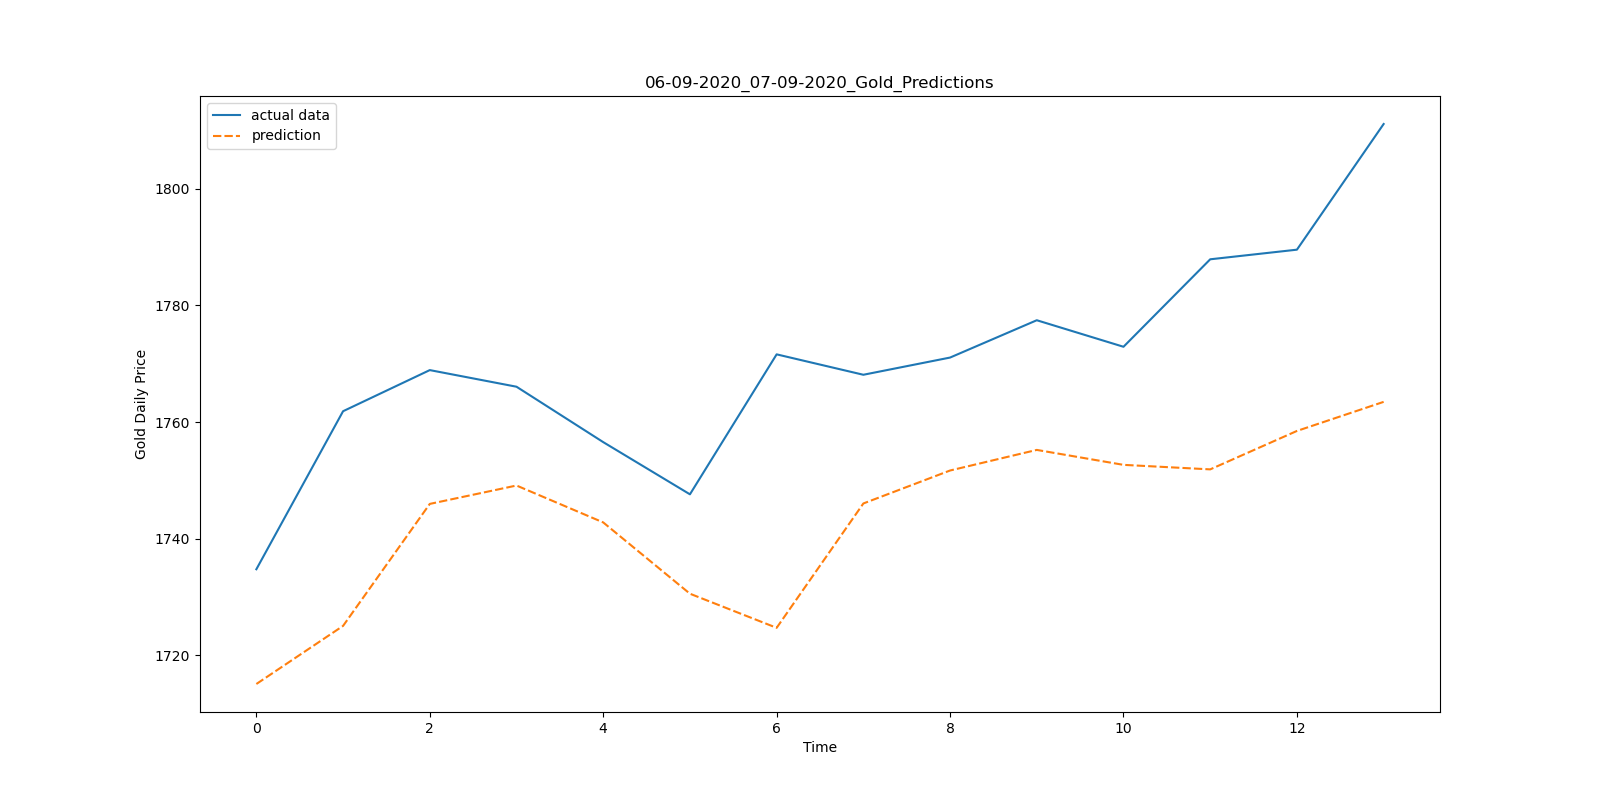 06-09-2020_07-09-2020_Gold_Predictions
actual data
prediction
1800
1780
1760
1740
1720
Gold Daily Price
0 2 4 6 8 10 12
Time